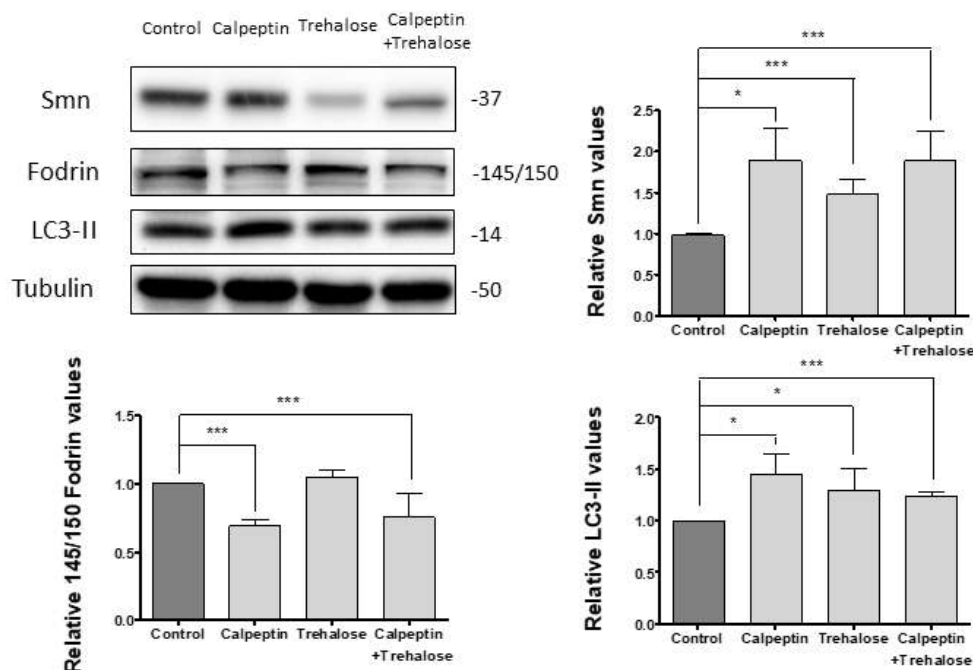 Control Calpeptin Trehalose Calpeptin
+Trehalose
Smn -37
Fodrin -145/150
LC3-II -14
Tubulin -50
Relative Smn values
2.5
2.0
1.5
1.0
0.5
0.0
*
***
***
Control Calpeptin Trehalose Calpeptin
+Trehalose
Relative 145/150 Fodrin values
1.5
1.0
0.5
0.0
***
***
Control Calpeptin Trehalose Calpeptin
+Trehalose
Relative LC3-II values
2.0
1.5
1.0
0.5
0.0
*
*
***
Control Calpeptin Trehalose Calpeptin
+Trehalose